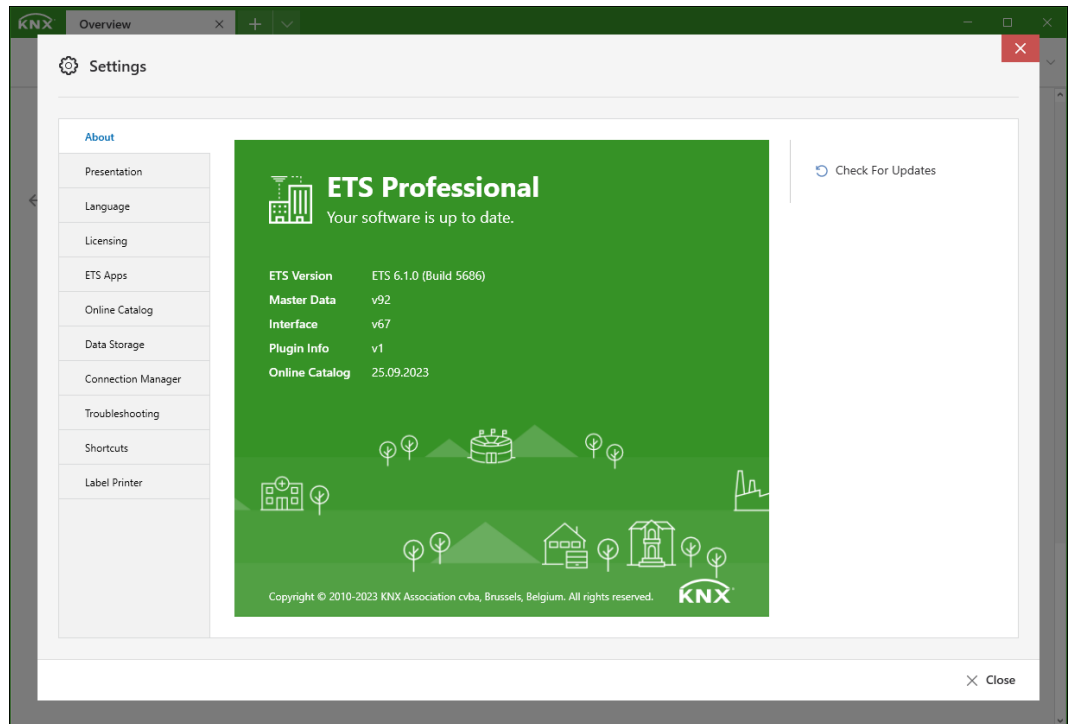 KNX Overview
Settings
About
Presentation
Language
Licensing
ETS Apps
Online Catalog
Data Storage
Connection Manager
Troubleshooting
Shortcuts
Label Printer
ETS Professional
Your software is up to date.
ETS Version ETS 6.1.0 (Build 5686)
Master Data v92
Interface v67
Plugin Info v1
Online Catalog 25.09.2023
Copyright © 2010-2023 KNX Association cvba, Brussels, Belgium. All rights reserved. KNX
Check For Updates
Close